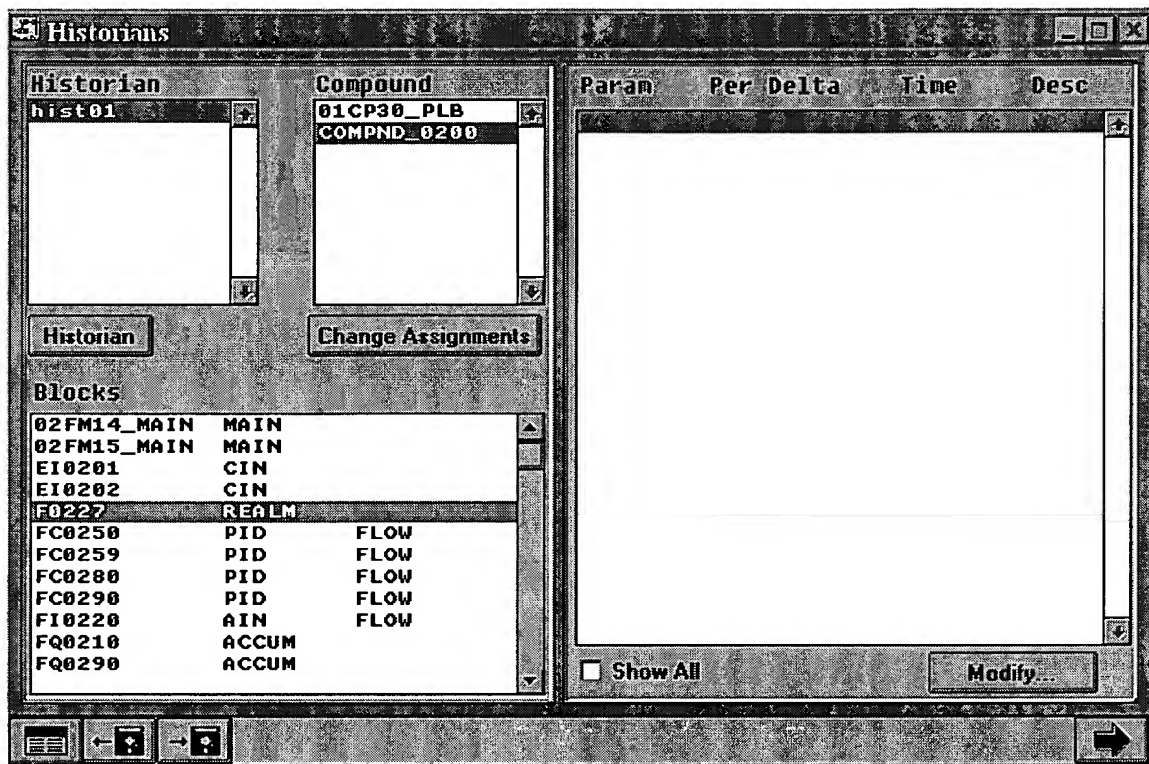 Historians
Historian
hist01
Historian
Compound
01CP30_PLB
COMPND_0200
Change Assignments
Blocks
02FM14_MAIN MAIN
02FM15_MAIN MAIN
EI0201 CIN
EI0202 CIN
F0227 REALM
FC0250 PID FLOW
FC0259 PID FLOW
FC0280 PID FLOW
FC0290 PID FLOW
FI0220 AIN FLOW
FQ0210 ACCUM
FQ0290 ACCUM
Param Per Delta Time Desc
Show All
Modify...